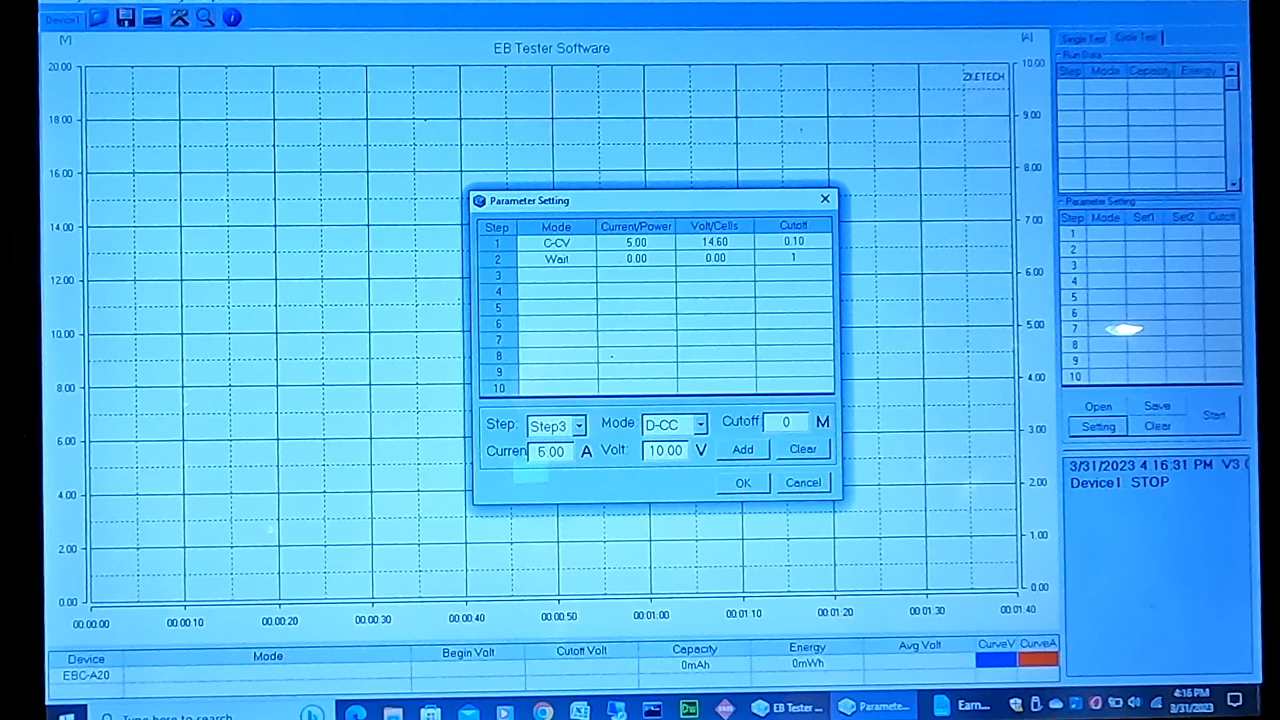 Device1
[V]
EB Tester Software
[A]
ZKETECH
20.00
18.00
16.00
14.00
12.00
10.00
8.00
6.00
4.00
2.00
0.00
10.00
9.00
8.00
7.00
6.00
5.00
4.00
3.00
2.00
1.00
0.00
00:00:00 00:00:10 00:00:20 00:00:30 00:00:40 00:00:50 00:01:00 00:01:10 00:01:20 00:01:30 00:01:40
Parameter Setting
Step Mode Current/Power Volt/Cells Cutoff
1 C-CV 5.00 14.60 0.10
2 Wait 0.00 0.00 1
3
4
5
6
7
8
9
10
Step: Step3 Mode D-CC Cutoff 0 M
Curren 5.00 A Volt: 10.00 V Add Clear
OK Cancel
Single Test Cycle Test
Run Data
Step Mode Capacity Energy
Parameter Setting
Step Mode Set1 Set2 Cutoff
1
2
3
4
5
6
7
8
9
10
Open Save Start
Setting Clear
3/31/2023 4:16:31 PM V3 (
Device1 STOP
Device Mode Begin Volt Cutoff Volt Capacity Energy Avg Volt CurveV CurveA
EBC-A20 0mAh 0mWh
Type here to search
Dw
EB Tester ...
Paramete...
Earn...
4:16 PM
3/31/2023